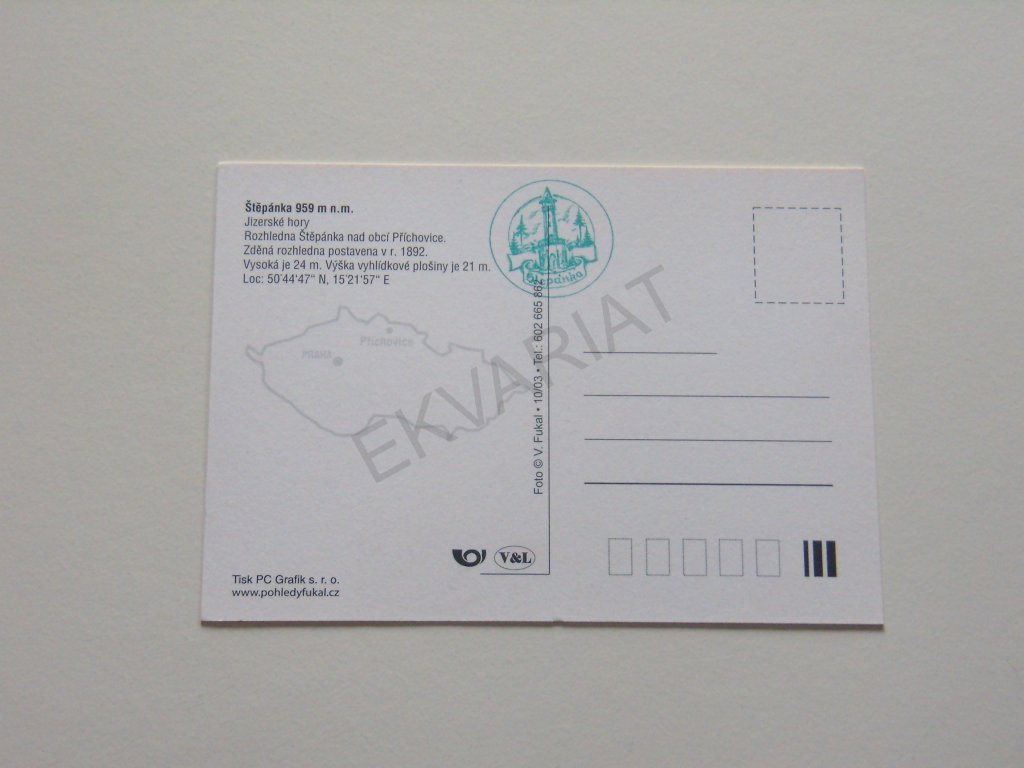 Štěpánka 959 m n.m.
Jizerské hory
Rozhledna Štěpánka nad obcí Příchovice.
Zděná rozhledna postavena v r. 1892.
Vysoká je 24 m. Výška vyhlídkové plošiny je 21 m.
Loc: 50°44'47" N, 15°21'57" E
Štěpánka
PRAHA
Příchovice
EKVARIAT
Foto © V. Fukal • 10/03 • Tel.: 602 665 86
V&L
Tisk PC Grafik s. r. o.
www.pohledyfukal.cz